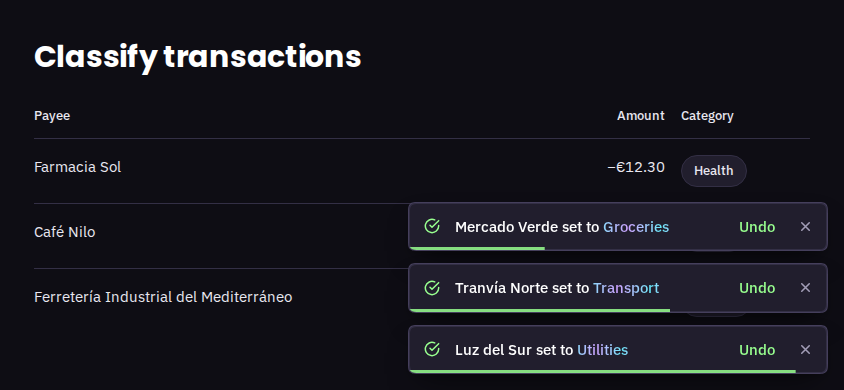 Classify transactions
Payee Amount Category
Farmacia Sol −€12.30 Health
Café Nilo
Ferretería Industrial del Mediterráneo
Mercado Verde set to Groceries Undo
Tranvía Norte set to Transport Undo
Luz del Sur set to Utilities Undo